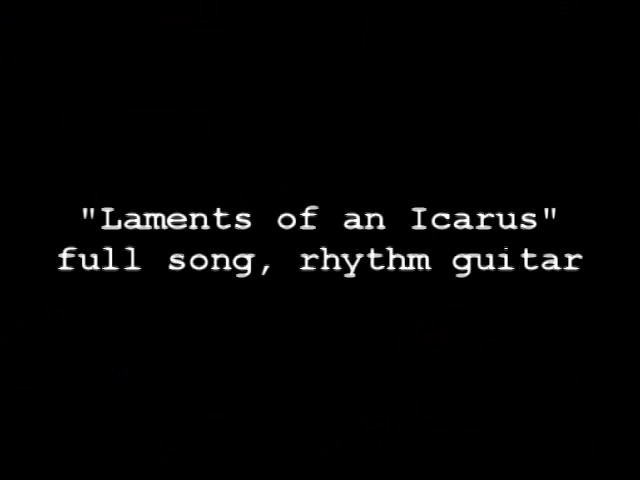 "Laments of an Icarus"
full song, rhythm guitar